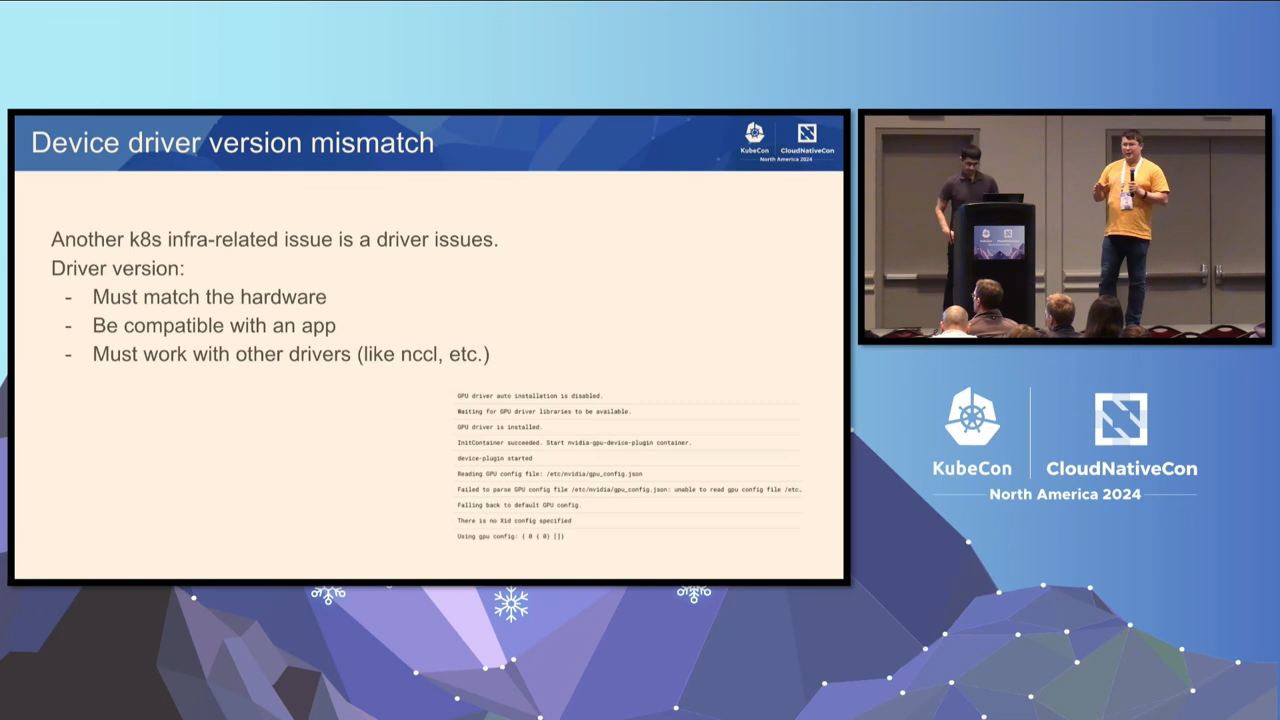 Device driver version mismatch
KubeCon
CloudNativeCon
North America 2024
Another k8s infra-related issue is a driver issues.
Driver version:
- Must match the hardware
- Be compatible with an app
- Must work with other drivers (like nccl, etc.)
GPU driver auto installation is disabled.
Waiting for GPU driver libraries to be available.
GPU driver is installed.
InitContainer succeeded. Start nvidia-gpu-device-plugin container.
device-plugin started
Reading GPU config file: /etc/nvidia/gpu_config.json
Failed to parse GPU config file /etc/nvidia/gpu_config.json: unable to read gpu config file /etc.
Falling back to default GPU config.
There is no Xid config specified
Using gpu config: { 0 { 0} []}
KubeCon
CloudNativeCon
North America 2024